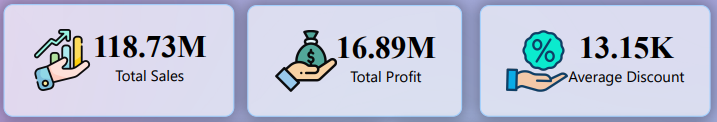 118.73M
Total Sales
$
16.89M
Total Profit
%
13.15K
Average Discount